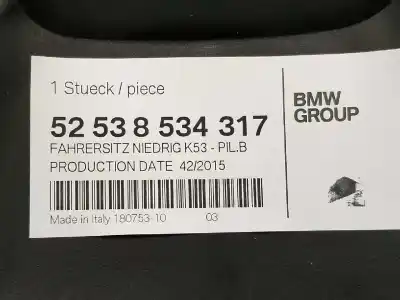 1 Stueck / piece
52 53 8 534 317
FAHRERSITZ NIEDRIG K53 - PIL.B
PRODUCTION DATE 42/2015
Made in Italy 180753-10 03
BMW
GROUP